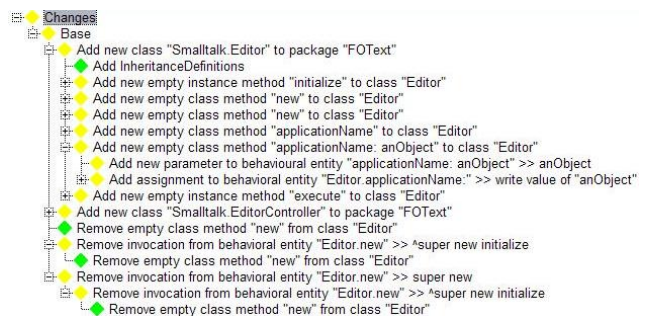 Changes
Base
Add new class "Smalltalk.Editor" to package "FOText"
Add InheritanceDefinitions
Add new empty instance method "initialize" to class "Editor"
Add new empty class method "new" to class "Editor"
Add new empty class method "new" to class "Editor"
Add new empty class method "applicationName" to class "Editor"
Add new empty class method "applicationName: anObject" to class "Editor"
Add new parameter to behavioural entity "applicationName: anObject" >> anObject
Add assignment to behavioral entity "Editor.applicationName:" >> write value of "anObject"
Add new empty instance method "execute" to class "Editor"
Add new class "Smalltalk.EditorController" to package "FOText"
Remove empty class method "new" from class "Editor"
Remove invocation from behavioral entity "Editor.new" >> ^super new initialize
Remove empty class method "new" from class "Editor"
Remove invocation from behavioral entity "Editor.new" >> super new
Remove invocation from behavioral entity "Editor.new" >> ^super new initialize
Remove empty class method "new" from class "Editor"